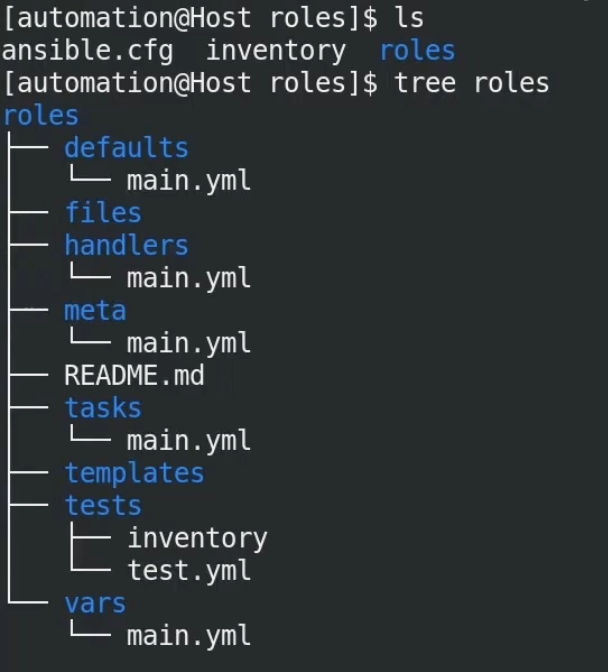 [automation@Host roles]$ ls
ansible.cfg  inventory  roles
[automation@Host roles]$ tree roles
roles
├── defaults
│   └── main.yml
├── files
├── handlers
│   └── main.yml
├── meta
│   └── main.yml
├── README.md
├── tasks
│   └── main.yml
├── templates
├── tests
│   ├── inventory
│   └── test.yml
└── vars
    └── main.yml